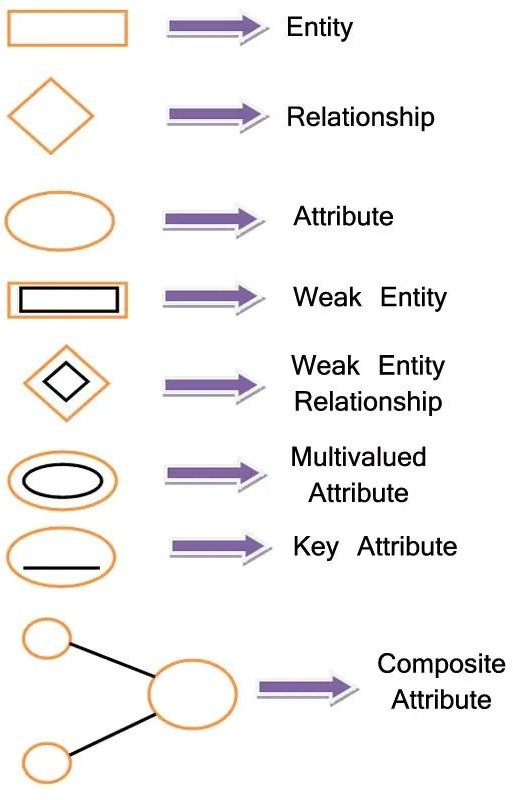 Entity
Relationship
Attribute
Weak Entity
Weak Entity
Relationship
Multivalued
Attribute
Key Attribute
Composite
Attribute